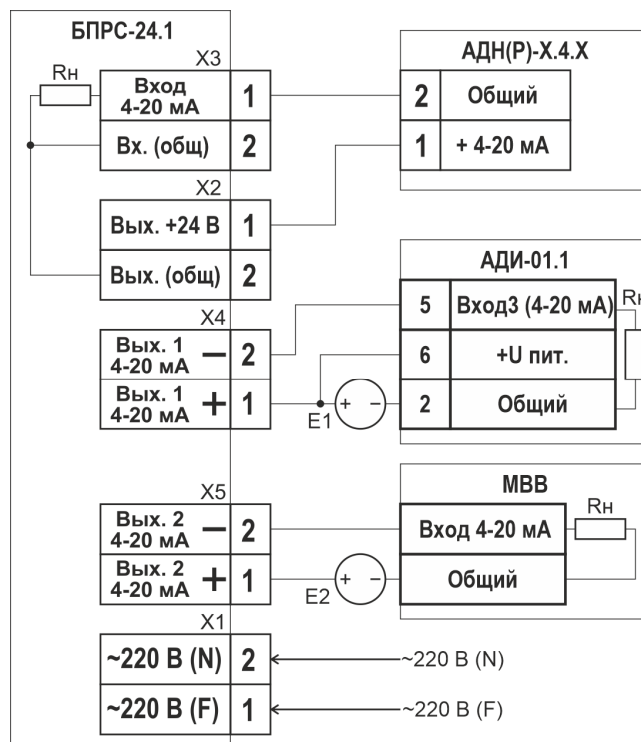 БПРС-24.1
X3
Rн
Вход
4-20 мА
1
Вх. (общ)
2
X2
Вых. +24 В
1
Вых. (общ)
2
X4
Вых. 1
4-20 мА
−
2
Вых. 1
4-20 мА
+
1
X5
Вых. 2
4-20 мА
−
2
Вых. 2
4-20 мА
+
1
X1
~220 В (N)
2
~220 В (F)
1
АДН(Р)-Х.4.Х
2
Общий
1
+ 4-20 мА
АДИ-01.1
5
Вход3 (4-20 мА)
Rн
6
+U пит.
2
Общий
+ −
E1
МВВ
Вход 4-20 мА
Rн
Общий
+ −
E2
~220 В (N)
~220 В (F)